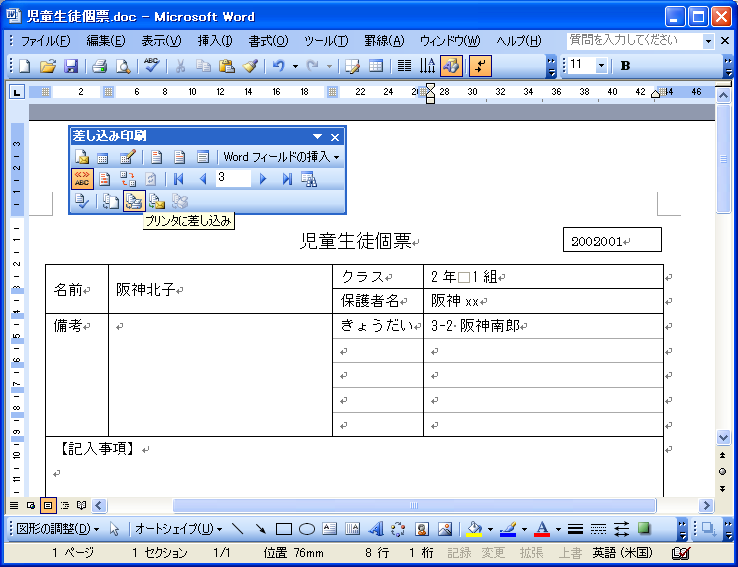 児童生徒個票.doc - Microsoft Word
ファイル(F) 編集(E) 表示(V) 挿入(I) 書式(O) ツール(T) 罫線(A) ウィンドウ(W) ヘルプ(H) 質問を入力してください
ABC 11 B
L 2 2 4 6 8 10 12 14 16 18 20 22 24 26 28 30 32 34 36 38 40 42 44 46
差し込み印刷
Word フィールドの挿入
ABC 3
プリンタに差し込み
児童生徒個票
2002001
名前 阪神北子 クラス 2 年□1 組
保護者名 阪神 xx
備考 きょうだい 3-2 阪神南郎
【記入事項】
図形の調整(D) オートシェイプ(U)
1 ページ 1 セクション 1/1 位置 76mm 8 行 1 桁 記録 変更 拡張 上書 英語 (米国)